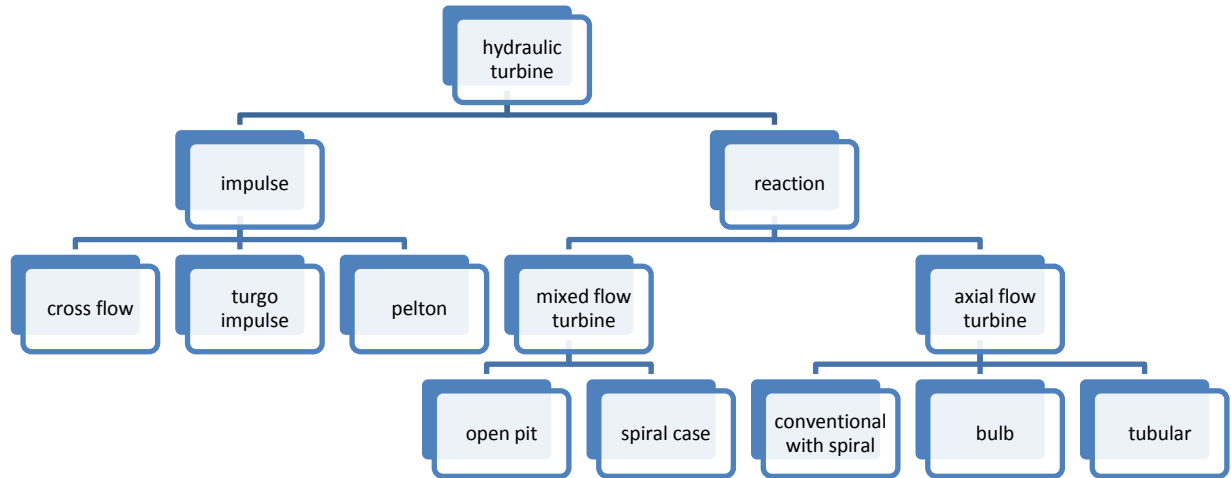 hydraulic
turbine
impulse
reaction
cross flow
turgo
impulse
pelton
mixed flow
turbine
axial flow
turbine
open pit
spiral case
conventional
with spiral
bulb
tubular